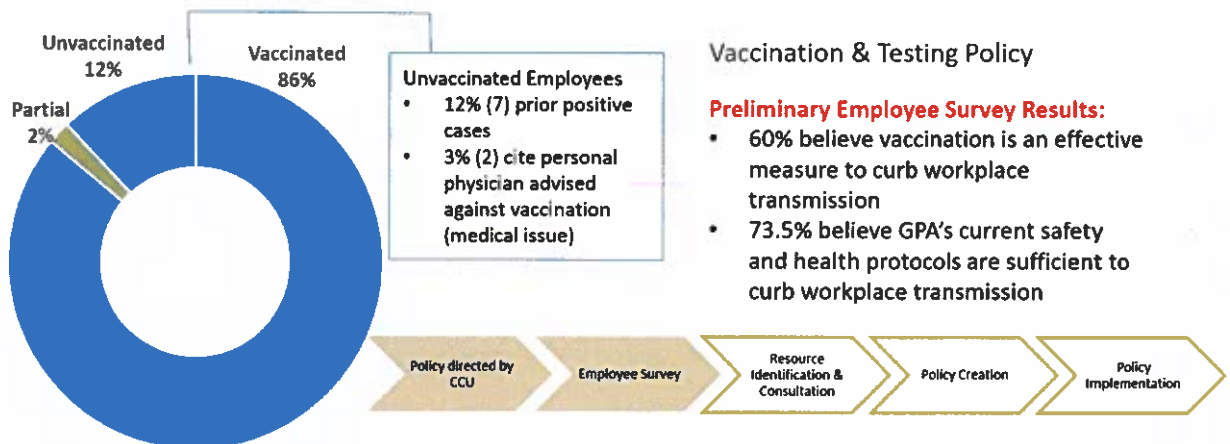 Unvaccinated
12%
Vaccinated
86%
Partial
2%
Unvaccinated Employees
• 12% (7) prior positive
cases
• 3% (2) cite personal
physician advised
against vaccination
(medical issue)
Vaccination & Testing Policy
Preliminary Employee Survey Results:
• 60% believe vaccination is an effective
measure to curb workplace
transmission
• 73.5% believe GPA's current safety
and health protocols are sufficient to
curb workplace transmission
Policy directed by
CCU
Employee Survey
Resource
Identification &
Consultation
Policy Creation
Policy
Implementation